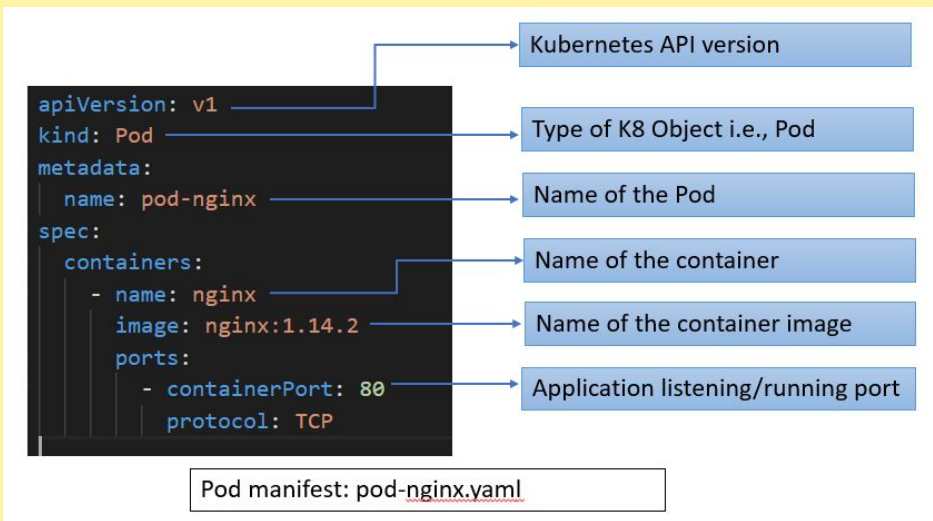 Kubernetes API version
apiVersion: v1
kind: Pod
Type of K8 Object i.e., Pod
metadata:
name: pod-nginx
Name of the Pod
spec:
containers:
Name of the container
- name: nginx
image: nginx:1.14.2
Name of the container image
ports:
- containerPort: 80
Application listening/running port
protocol: TCP
Pod manifest: pod-nginx.yaml